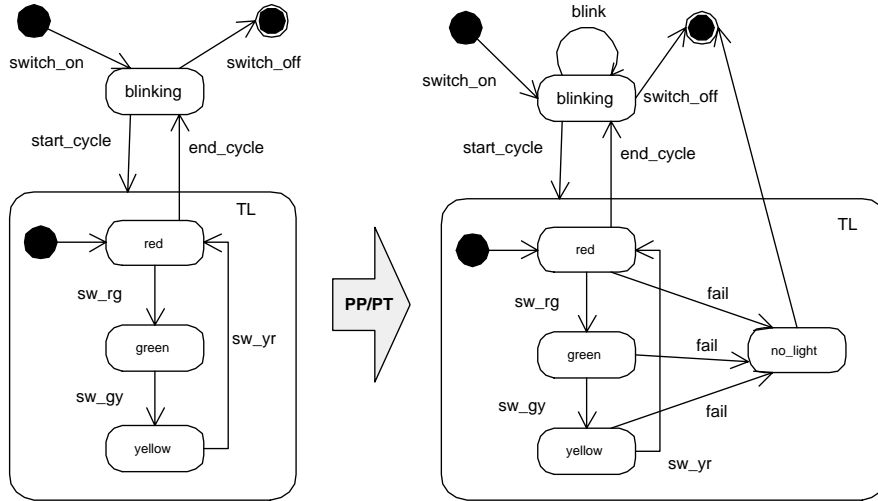 switch_on
switch_off
blinking
start_cycle
end_cycle
TL
red
sw_rg
green
sw_yr
sw_gy
yellow
PP/PT
blink
switch_on
blinking
switch_off
start_cycle
end_cycle
TL
red
sw_rg
fail
green
fail
no_light
sw_gy
fail
yellow
sw_yr